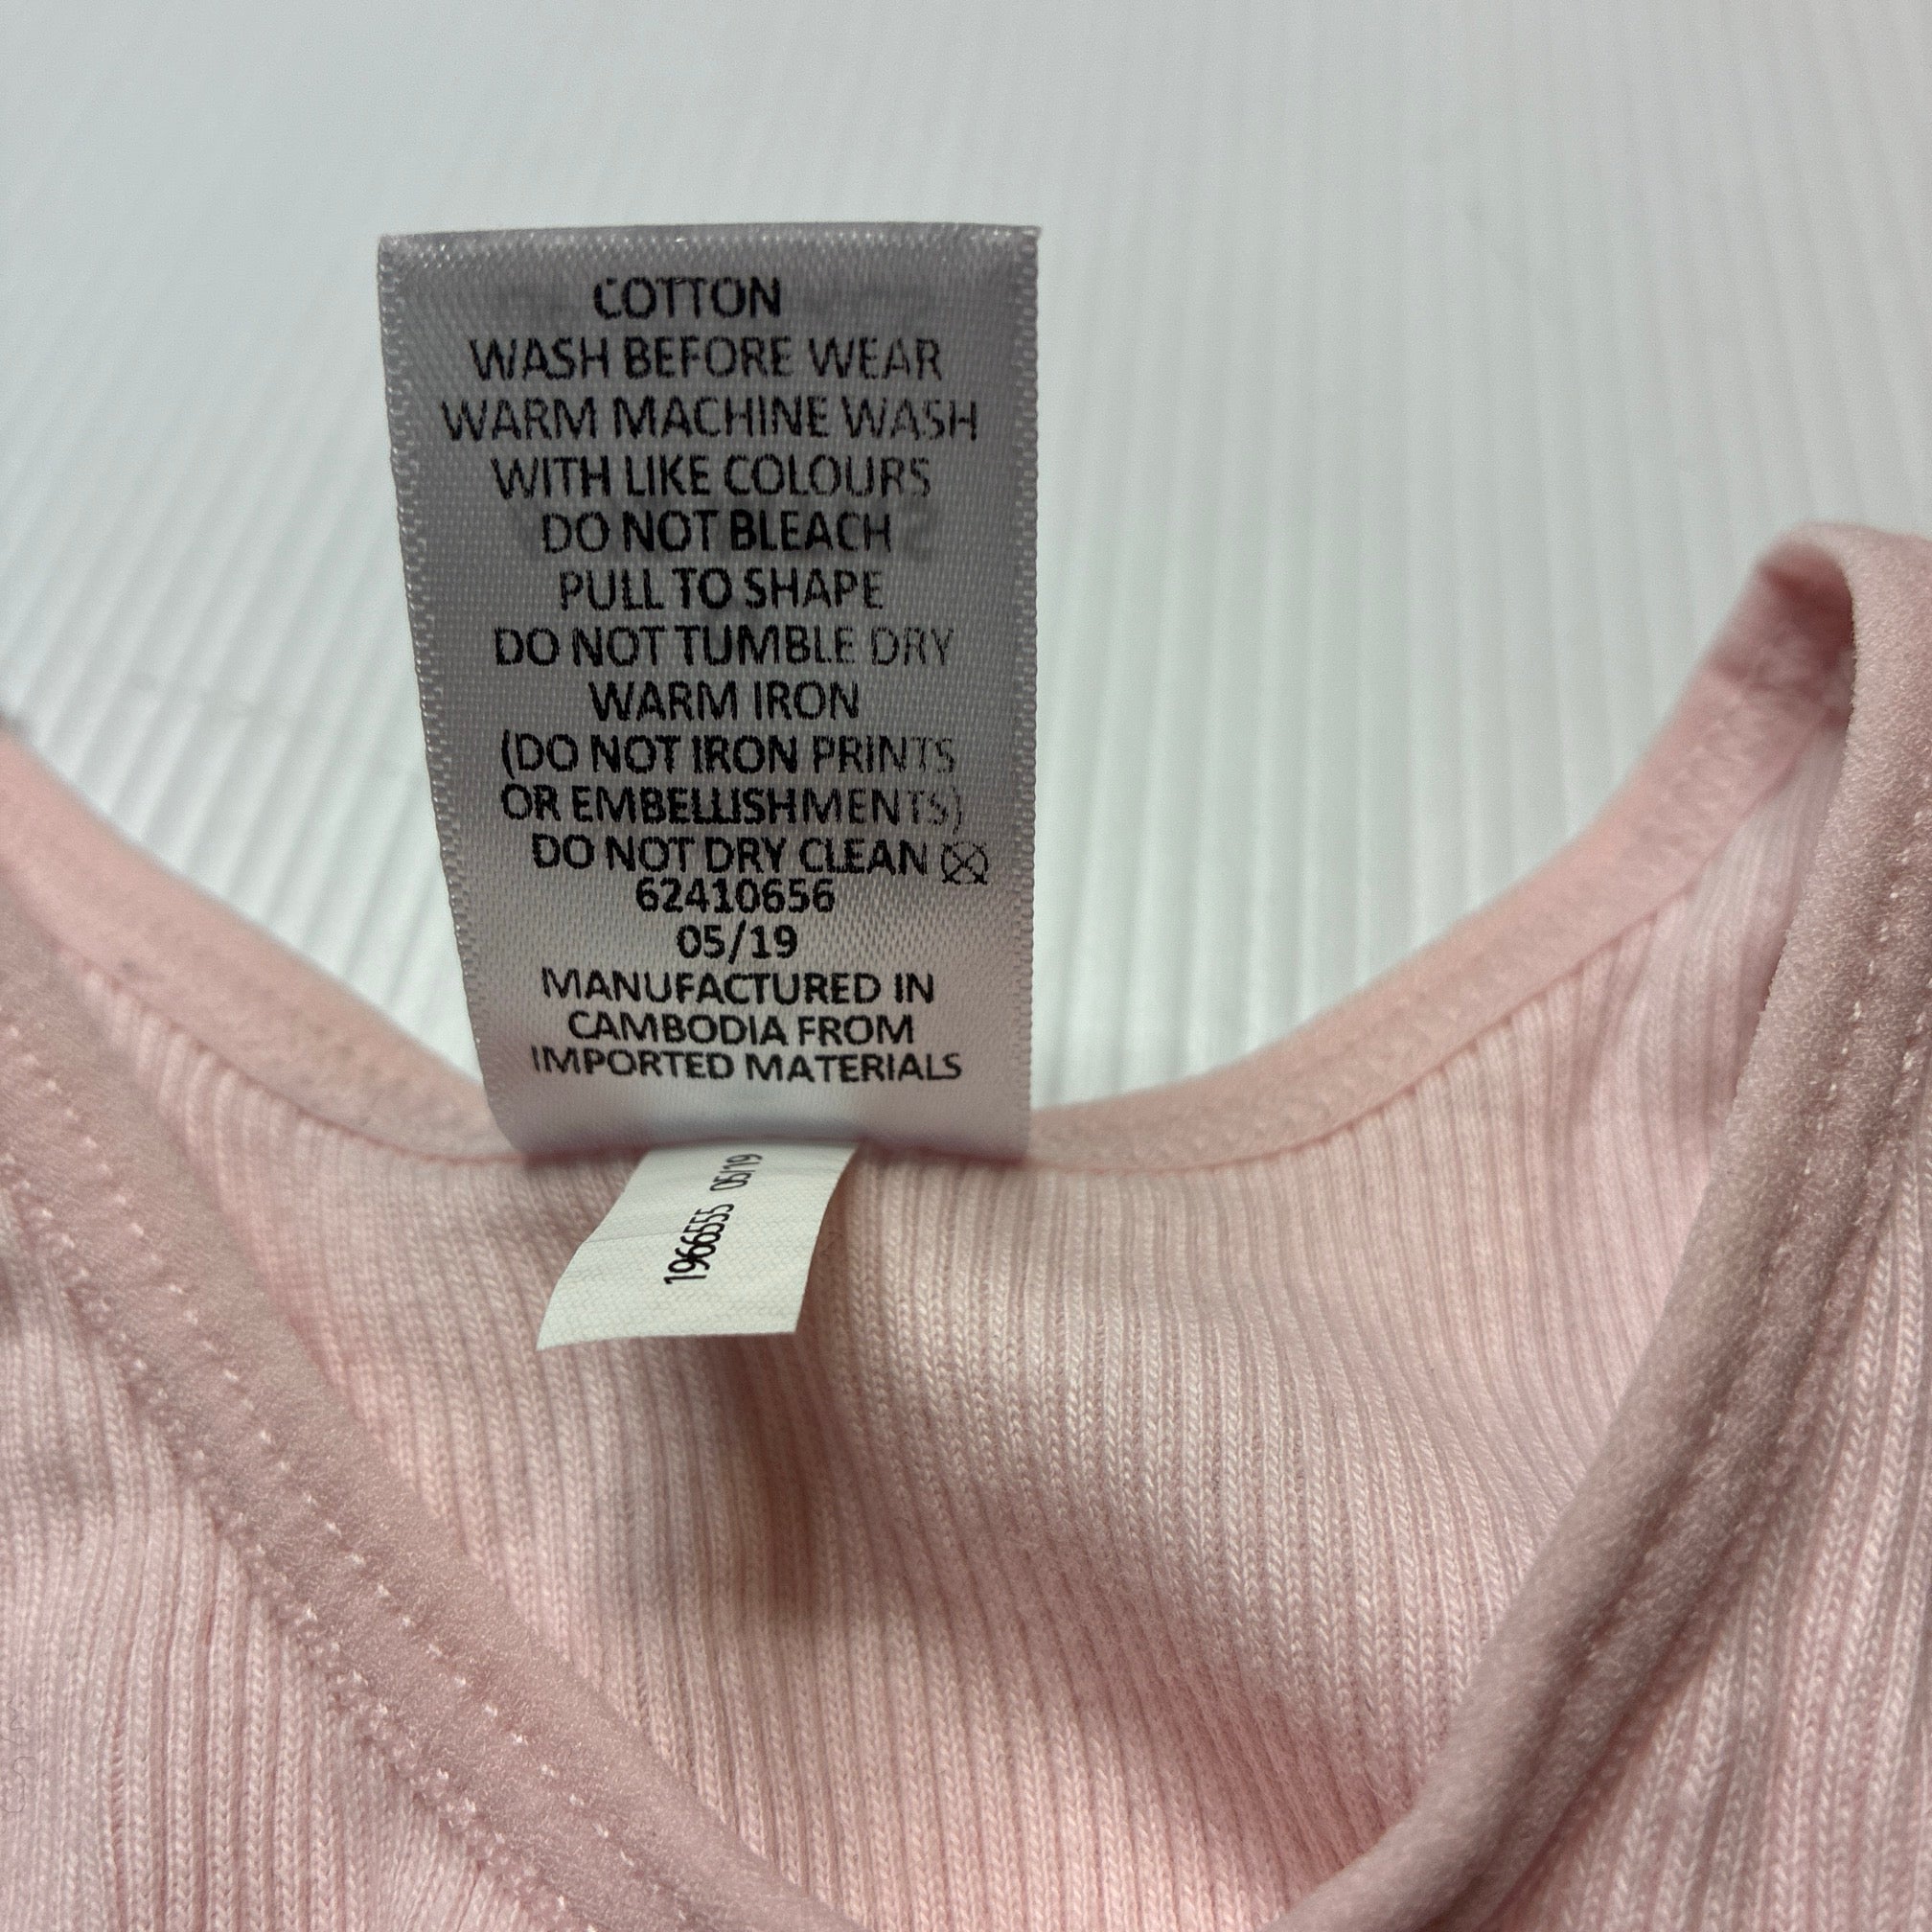 COTTON
WASH BEFORE WEAR
WARM MACHINE WASH
WITH LIKE COLOURS
DO NOT BLEACH
PULL TO SHAPE
DO NOT TUMBLE DRY
WARM IRON
(DO NOT IRON PRINTS
OR EMBELLISHMENTS)
DO NOT DRY CLEAN
62410656
05/19
MANUFACTURED IN
CAMBODIA FROM
IMPORTED MATERIALS
1966555 05/19